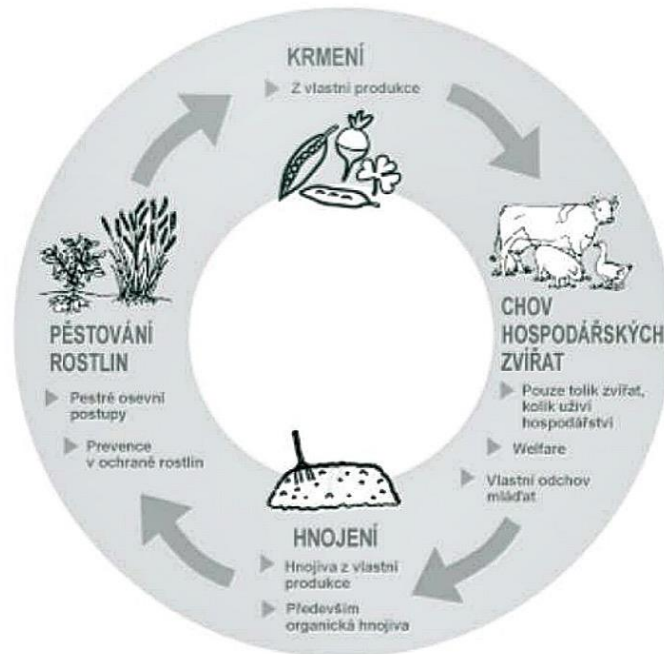 KRMENÍ
Z vlastní produkce
CHOV
HOSPODÁŘSKÝCH
ZVÍŘAT
Pouze tolik zvířat,
kolik uživí
hospodářství
Welfare
Vlastní odchov
mláďat
HNOJENÍ
Hnojiva z vlastní
produkce
Především
organická hnojiva
PĚSTOVÁNÍ
ROSTLIN
Pestré osevní
postupy
Prevence
v ochraně rostlin